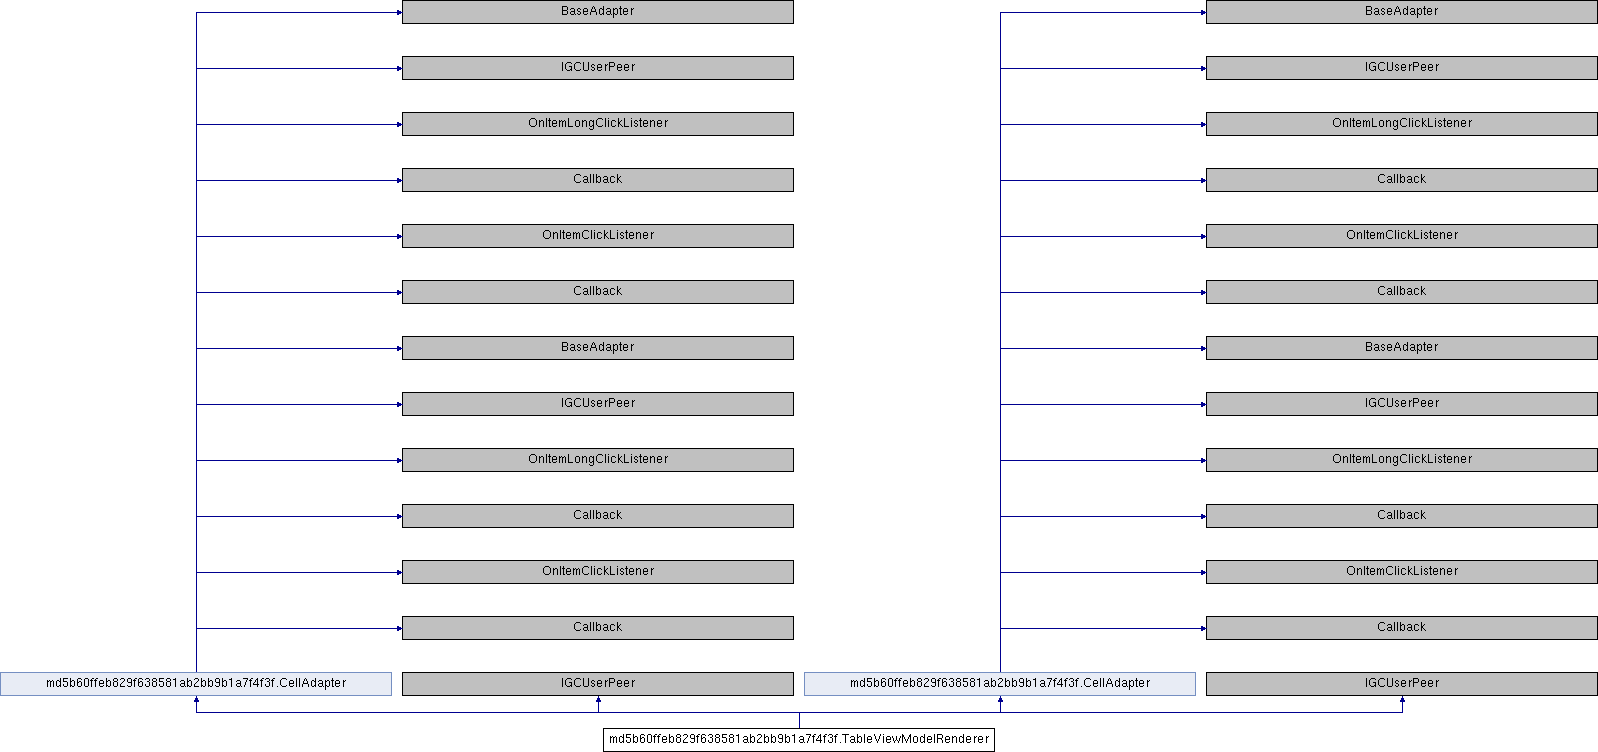 BaseAdapter
BaseAdapter
IGCUserPeer
IGCUserPeer
OnItemLongClickListener
OnItemLongClickListener
Callback
Callback
OnItemClickListener
OnItemClickListener
Callback
Callback
BaseAdapter
BaseAdapter
IGCUserPeer
IGCUserPeer
OnItemLongClickListener
OnItemLongClickListener
Callback
Callback
OnItemClickListener
OnItemClickListener
Callback
Callback
md5b60ffeb829f638581ab2bb9b1a7f4f3f.CellAdapter
IGCUserPeer
md5b60ffeb829f638581ab2bb9b1a7f4f3f.CellAdapter
IGCUserPeer
md5b60ffeb829f638581ab2bb9b1a7f4f3f.TableViewModelRenderer